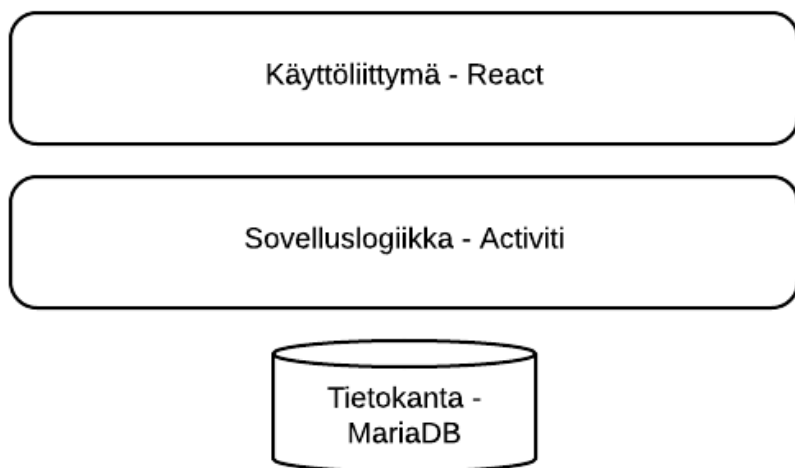 Käyttöliittymä - React
Sovelluslogiikka - Activiti
Tietokanta -
MariaDB